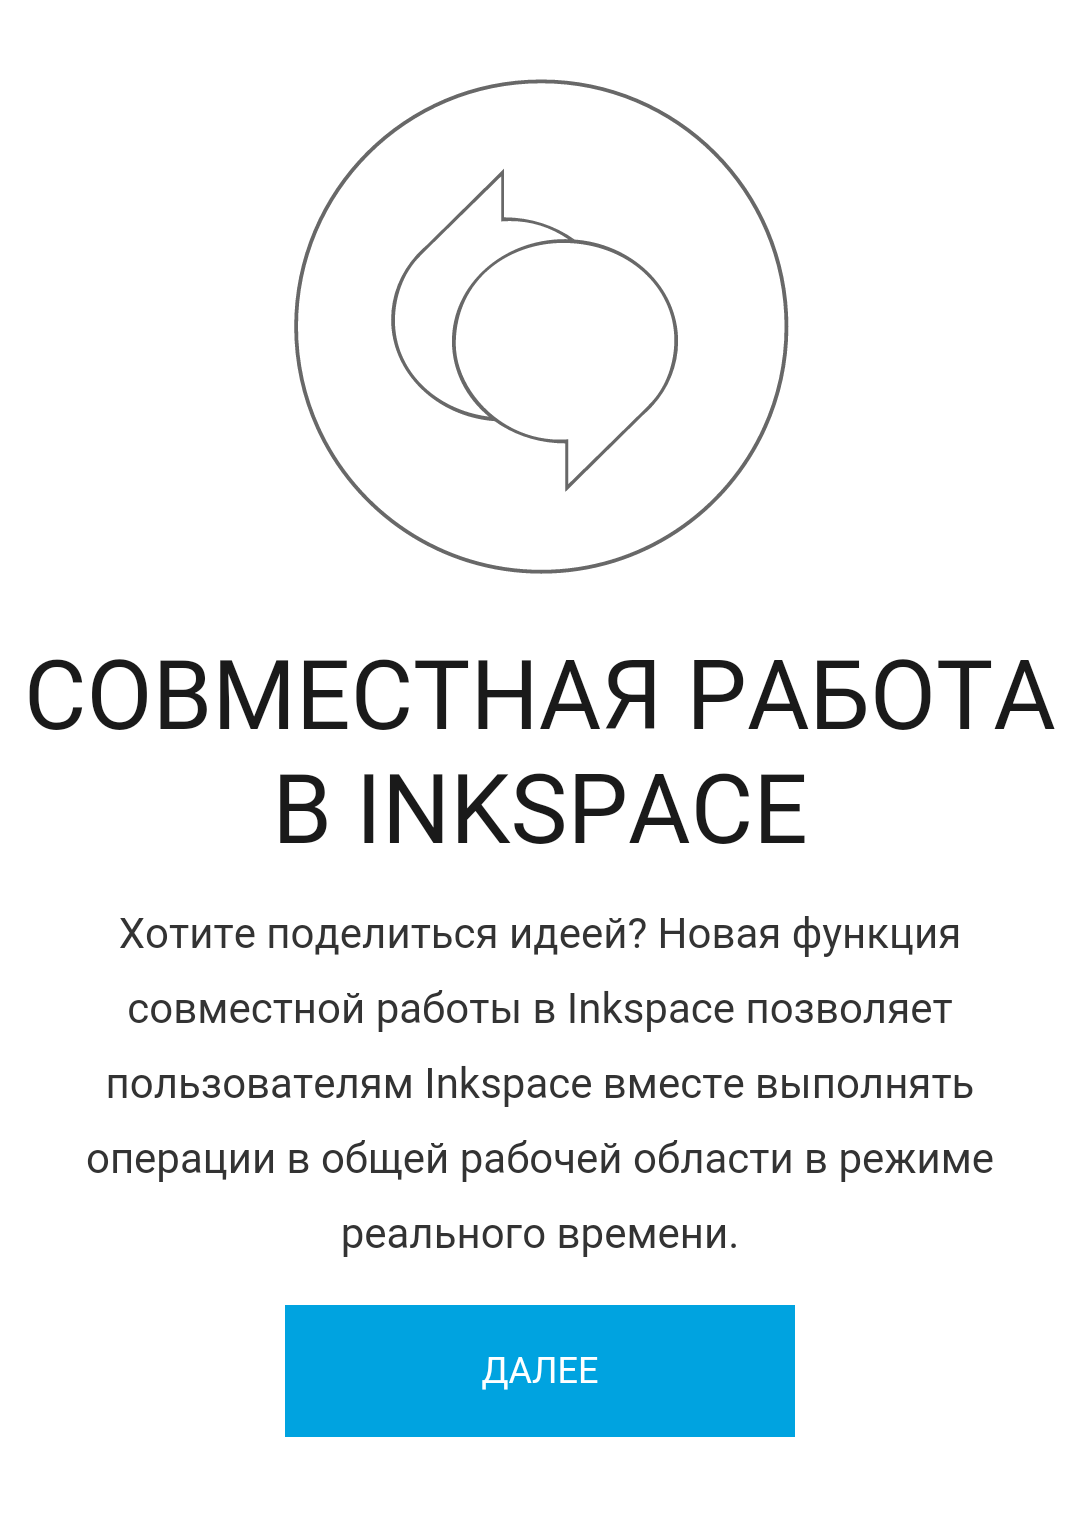 СОВМЕСТНАЯ РАБОТА
В INKSPACE
Хотите поделиться идеей? Новая функция
совместной работы в Inkspace позволяет
пользователям Inkspace вместе выполнять
операции в общей рабочей области в режиме
реального времени.
ДАЛЕЕ